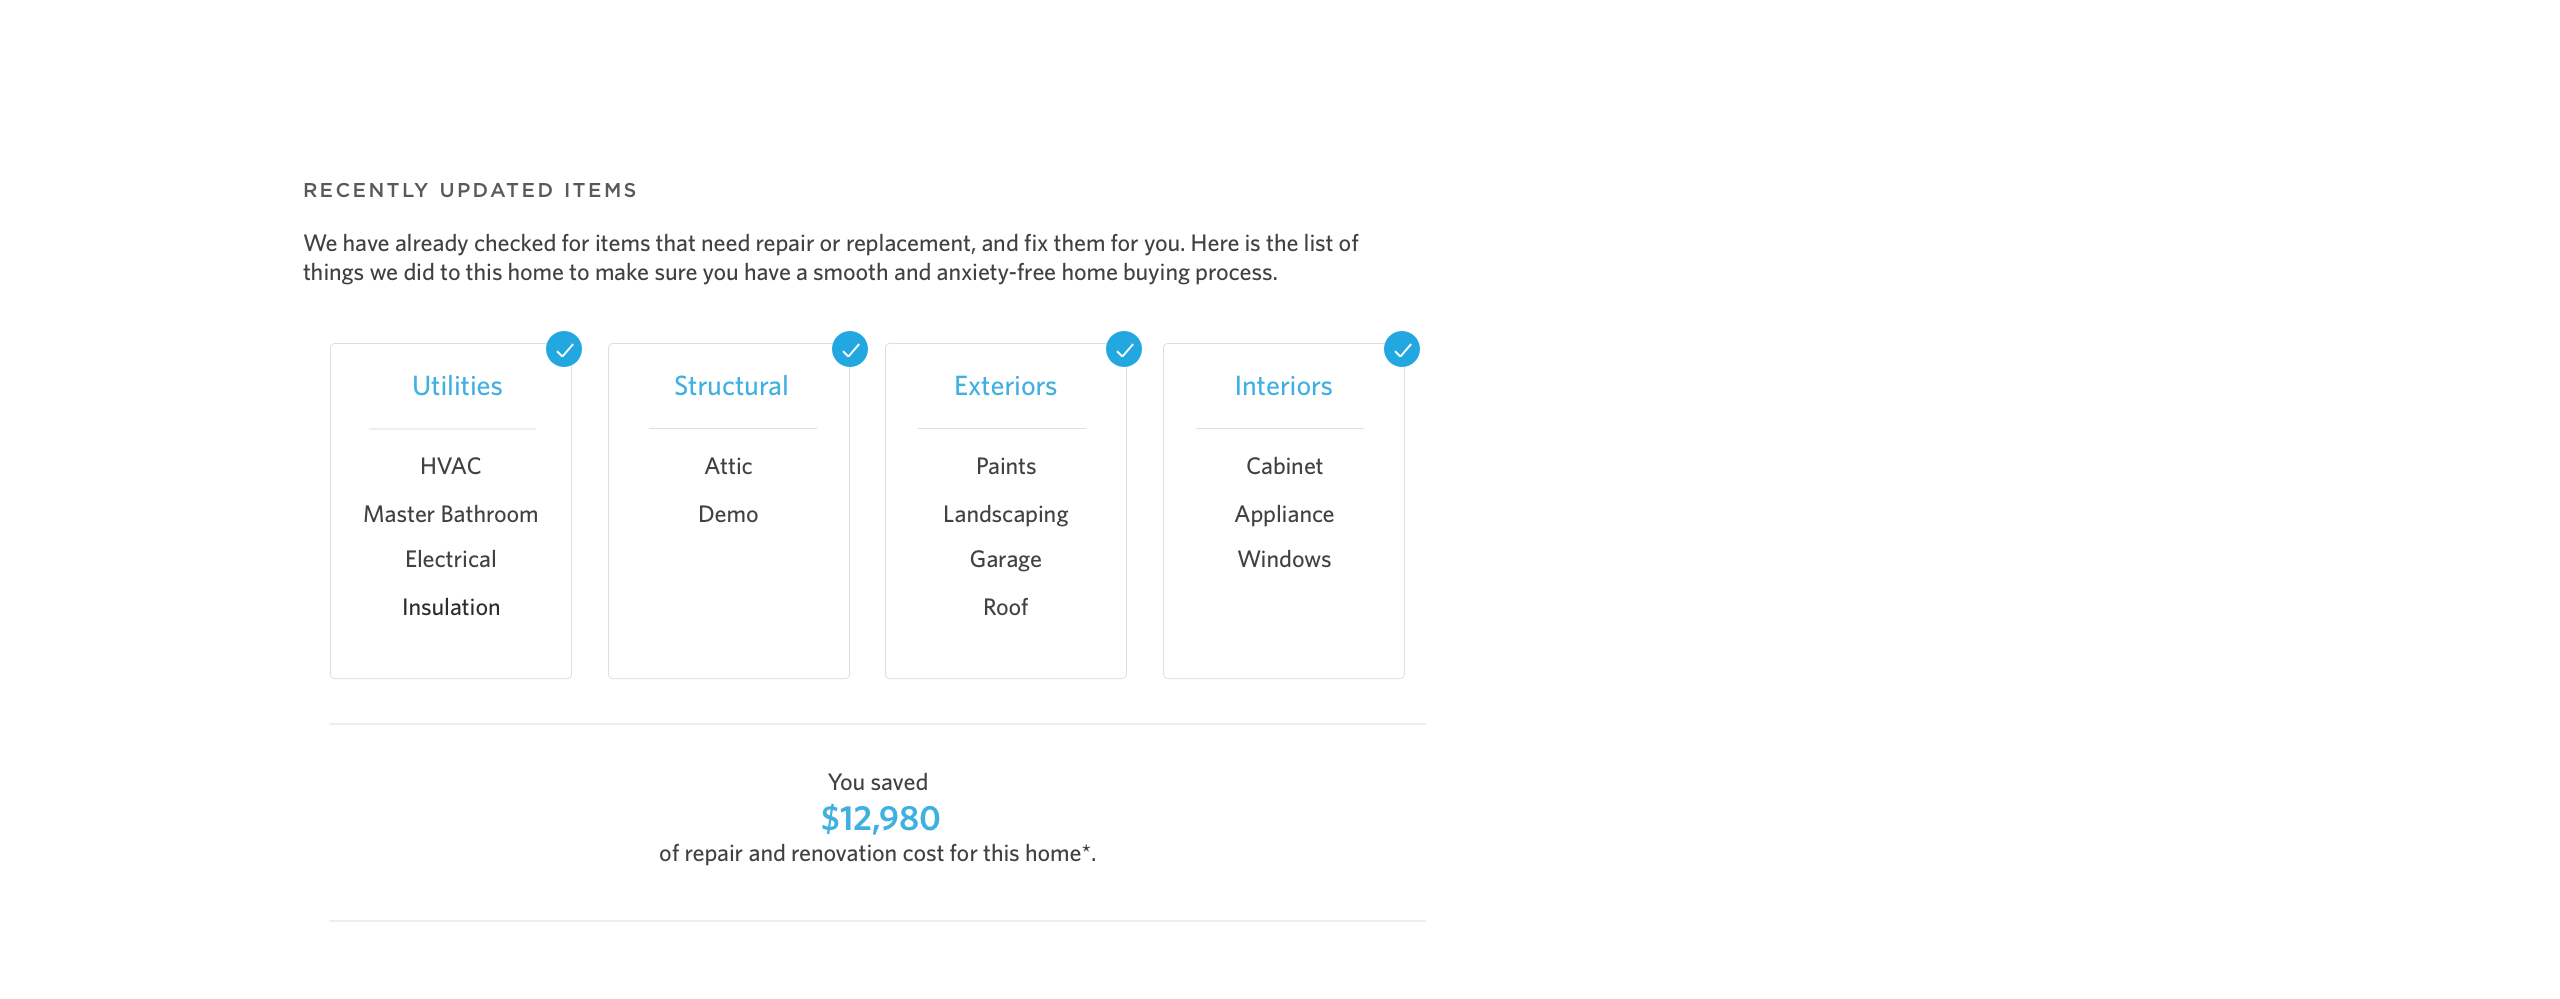 RECENTLY UPDATED ITEMS
We have already checked for items that need repair or replacement, and fix them for you. Here is the list of
things we did to this home to make sure you have a smooth and anxiety-free home buying process.
Utilities
HVAC
Master Bathroom
Electrical
Insulation
Structural
Attic
Demo
Exteriors
Paints
Landscaping
Garage
Roof
Interiors
Cabinet
Appliance
Windows
You saved
$12,980
of repair and renovation cost for this home*.